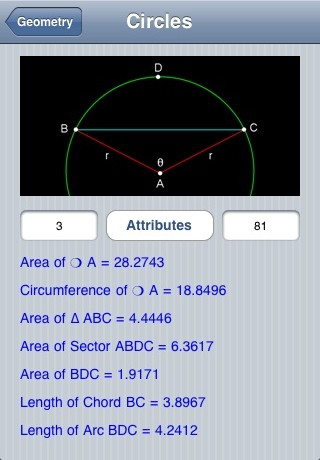 Geometry
Circles
D
B
C
r
θ
r
A
3
Attributes
81
Area of ❍ A = 28.2743
Circumference of ❍ A = 18.8496
Area of Δ ABC = 4.4446
Area of Sector ABDC = 6.3617
Area of BDC = 1.9171
Length of Chord BC = 3.8967
Length of Arc BDC = 4.2412